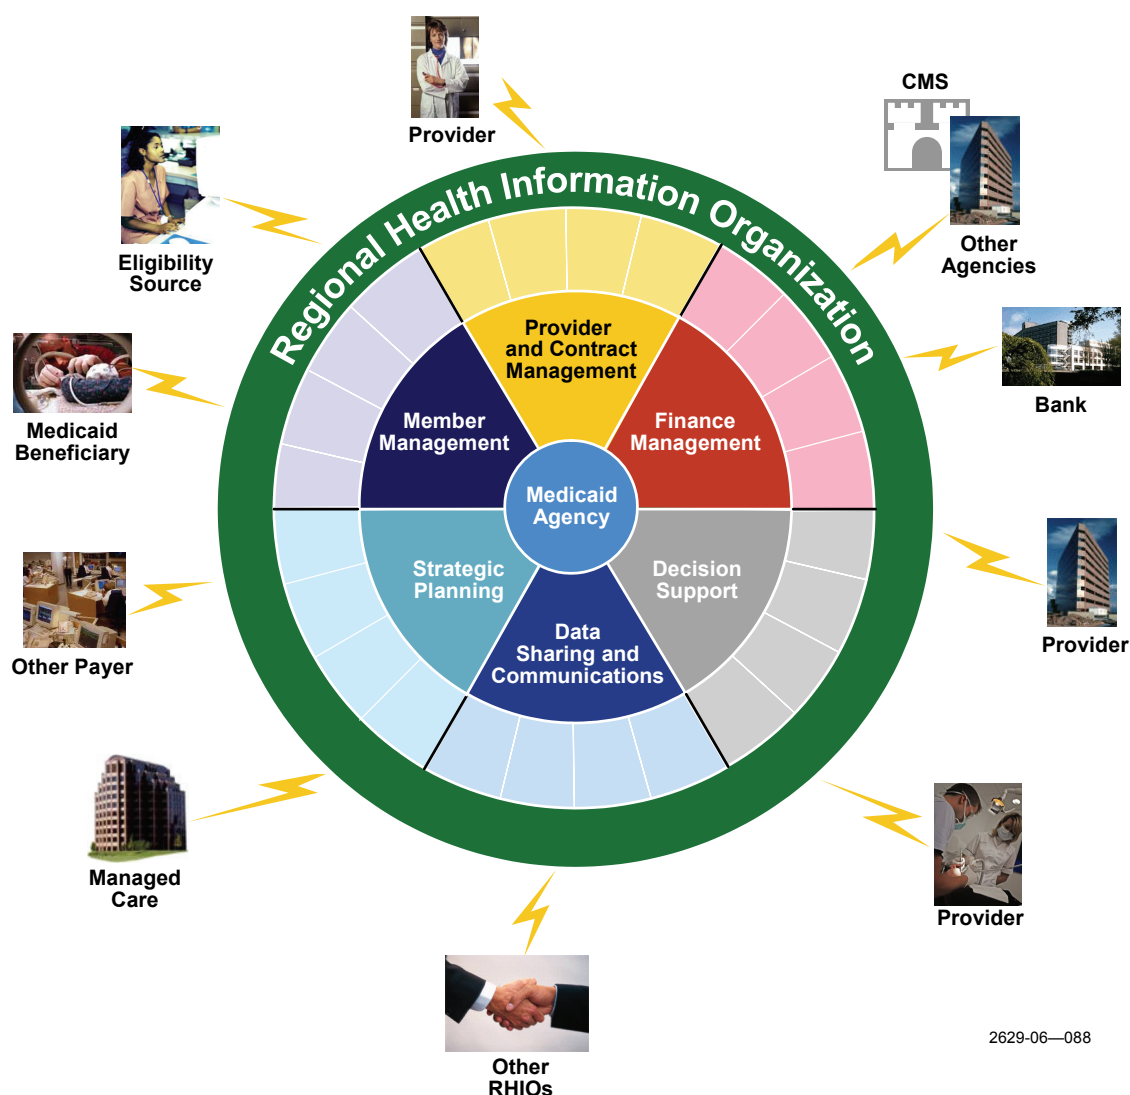 Provider
CMS
Other
Agencies
Eligibility
Source
Regional Health Information Organization
Provider
and Contract
Management
Member
Management
Finance
Management
Medicaid
Agency
Strategic
Planning
Decision
Support
Data
Sharing and
Communications
Bank
Medicaid
Beneficiary
Other Payer
Provider
Managed
Care
Provider
Other
RHIOs
2629-06—088